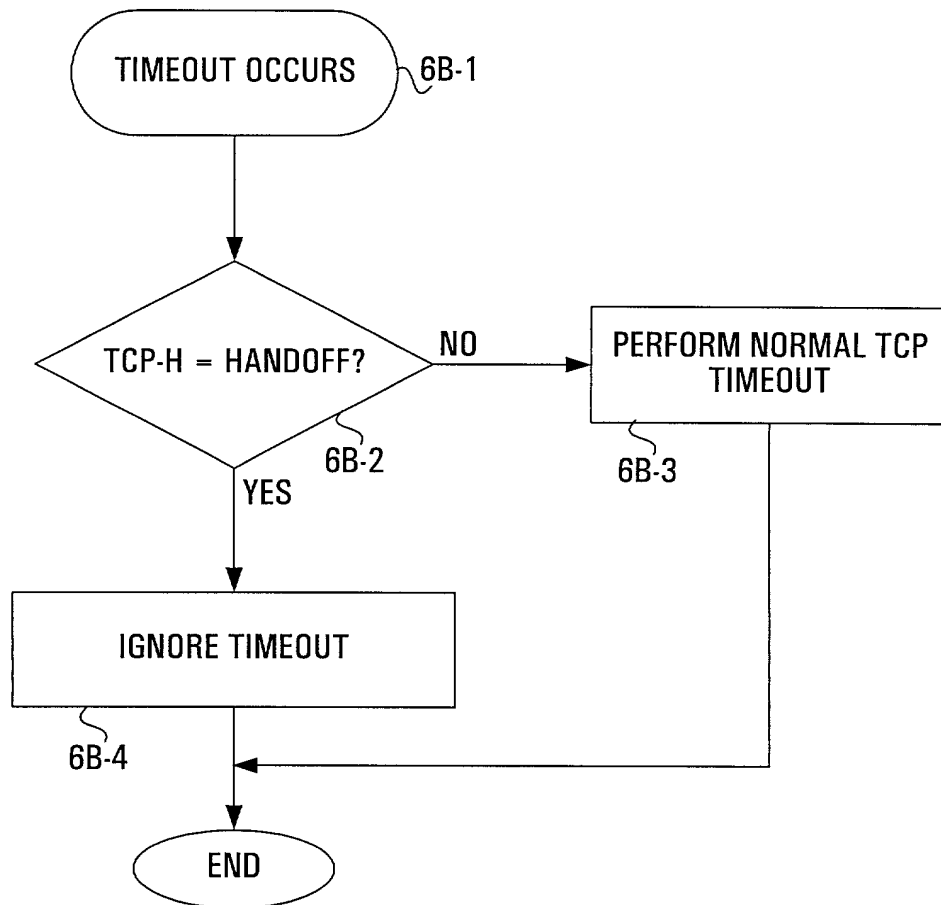 TIMEOUT OCCURS
6B-1
TCP-H = HANDOFF?
6B-2
NO
PERFORM NORMAL TCP
TIMEOUT
6B-3
YES
IGNORE TIMEOUT
6B-4
END